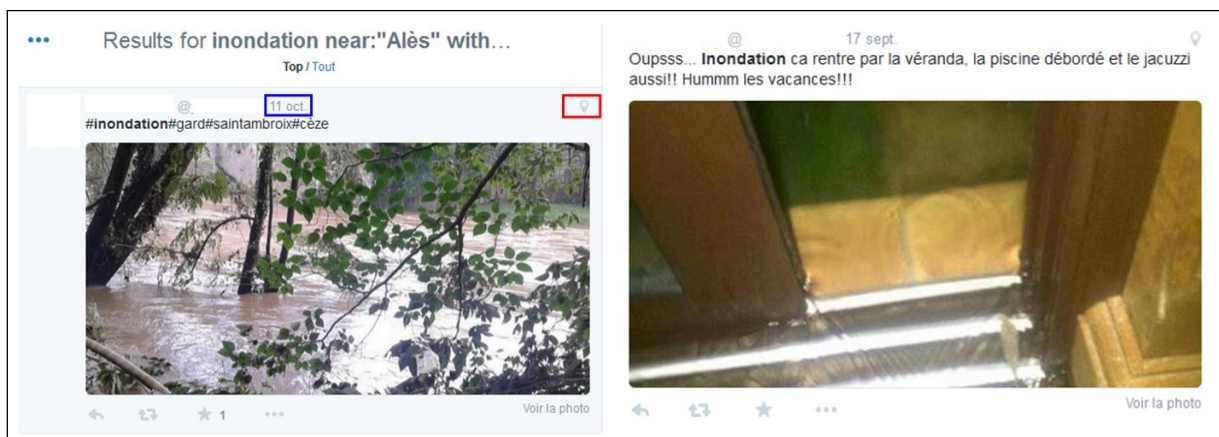 Results for inondation near:"Alès" with…
Top / Tout
@ 11 oct.
#inondation#gard#saintambroix#cèze
1
Voir la photo
@ 17 sept.
Oupsss... Inondation ca rentre par la véranda, la piscine débordé et le jacuzzi
aussi!! Hummm les vacances!!!
Voir la photo